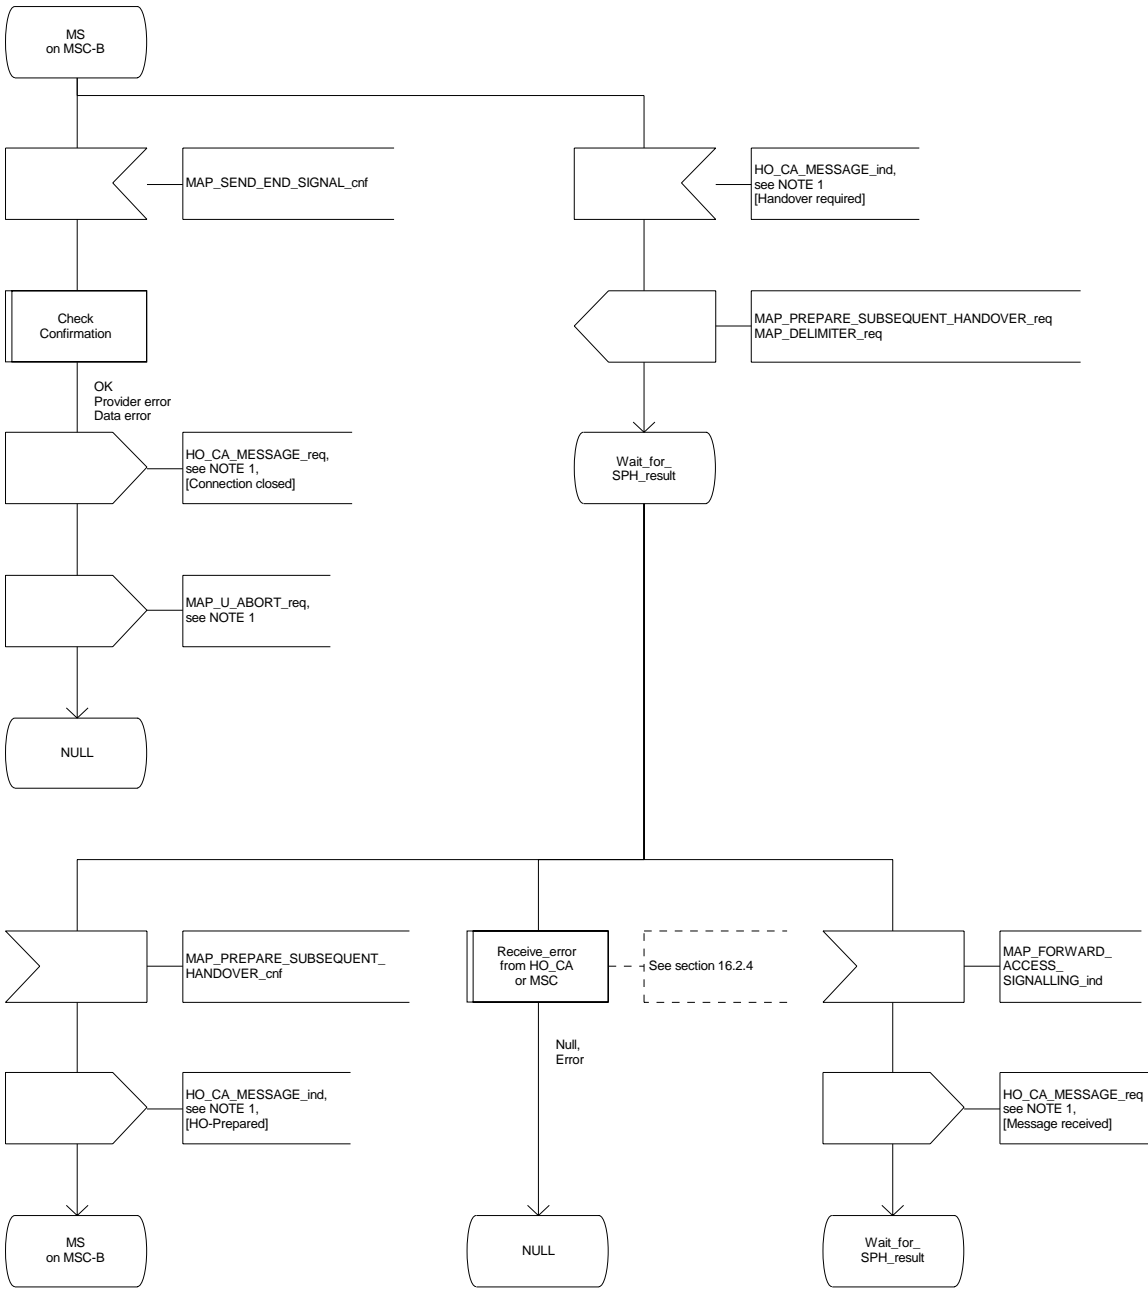 MS
on MSC-B
MAP_SEND_END_SIGNAL_cnf
HO_CA_MESSAGE_ind,
see NOTE 1
[Handover required]
Check
Confirmation
MAP_PREPARE_SUBSEQUENT_HANDOVER_req
MAP_DELIMITER_req
OK
Provider error
Data error
HO_CA_MESSAGE_req,
see NOTE 1,
[Connection closed]
Wait_for_
SPH_result
MAP_U_ABORT_req,
see NOTE 1
NULL
MAP_PREPARE_SUBSEQUENT_
HANDOVER_cnf
Receive_error
from HO_CA
or MSC
See section 16.2.4
MAP_FORWARD_
ACCESS_
SIGNALLING_ind
Null,
Error
HO_CA_MESSAGE_ind,
see NOTE 1,
[HO-Prepared]
HO_CA_MESSAGE_req
see NOTE 1,
[Message received]
MS
on MSC-B
NULL
Wait_for_
SPH_result